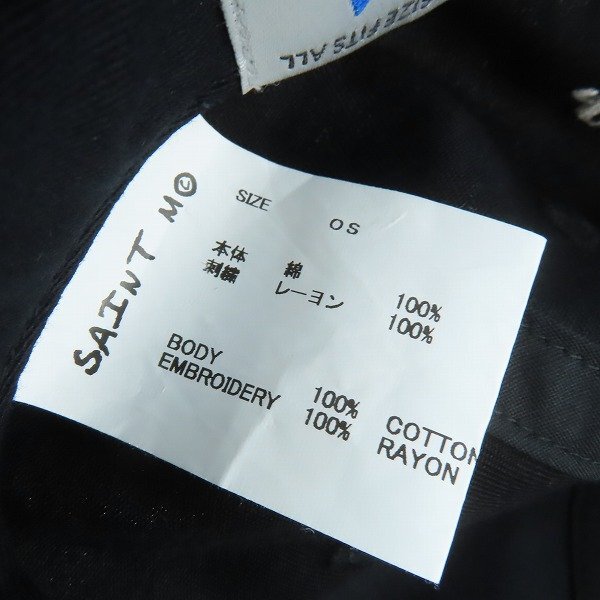 SIZE FITS ALL
SAINT M©
SIZE OS
本体 綿 100%
刺繍 レーヨン 100%
BODY 100% COTTON
EMBROIDERY 100% RAYON